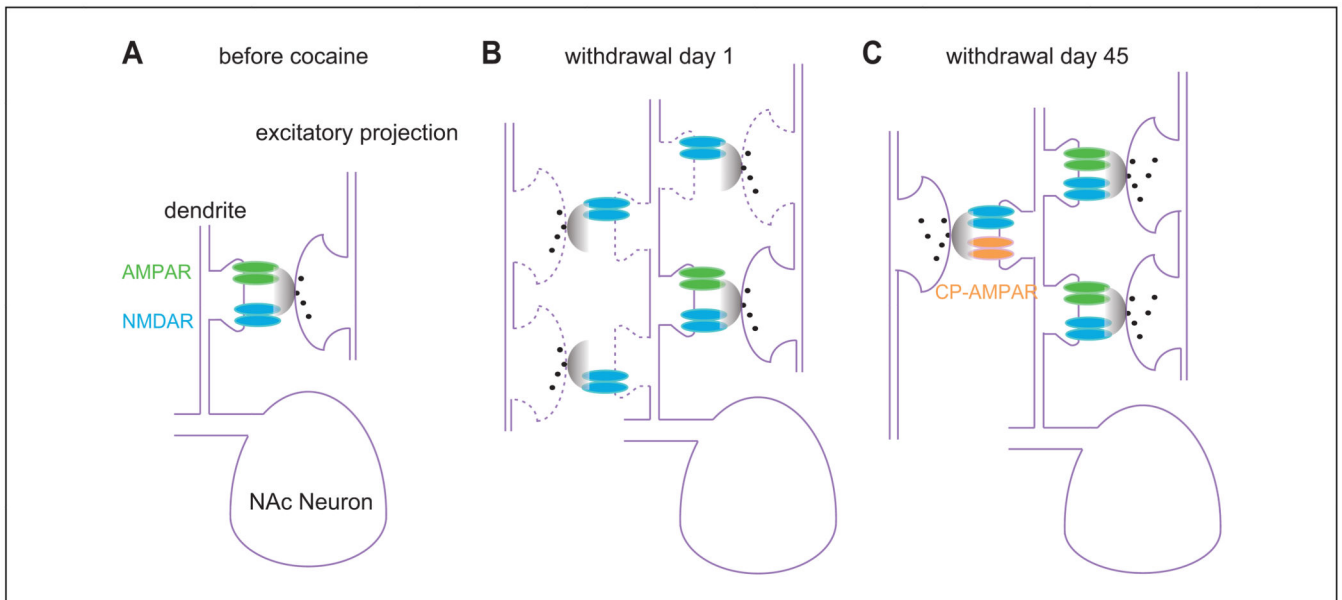 A before cocaine
excitatory projection
dendrite
AMPAR
NMDAR
NAc Neuron
B withdrawal day 1
C withdrawal day 45
CP-AMPAR